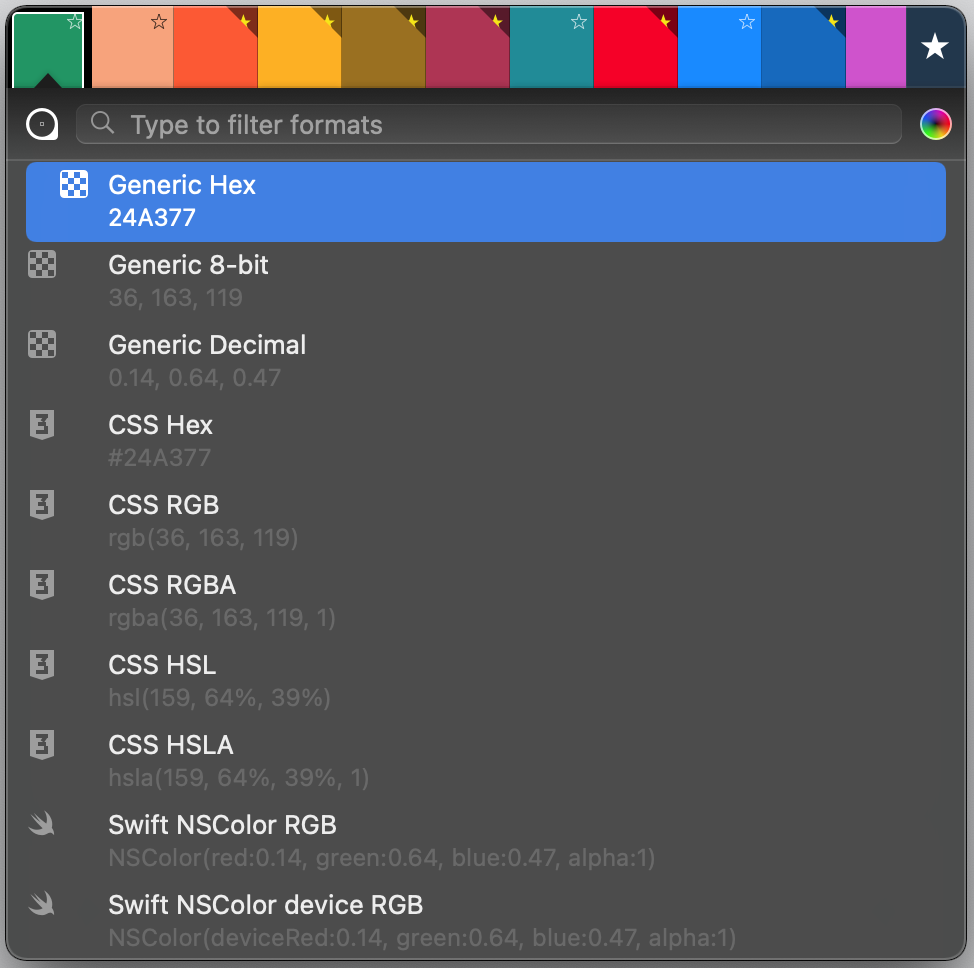 Type to filter formats
Generic Hex
24A377
Generic 8-bit
36, 163, 119
Generic Decimal
0.14, 0.64, 0.47
CSS Hex
#24A377
CSS RGB
rgb(36, 163, 119)
CSS RGBA
rgba(36, 163, 119, 1)
CSS HSL
hsl(159, 64%, 39%)
CSS HSLA
hsla(159, 64%, 39%, 1)
Swift NSColor RGB
NSColor(red:0.14, green:0.64, blue:0.47, alpha:1)
Swift NSColor device RGB
NSColor(deviceRed:0.14, green:0.64, blue:0.47, alpha:1)